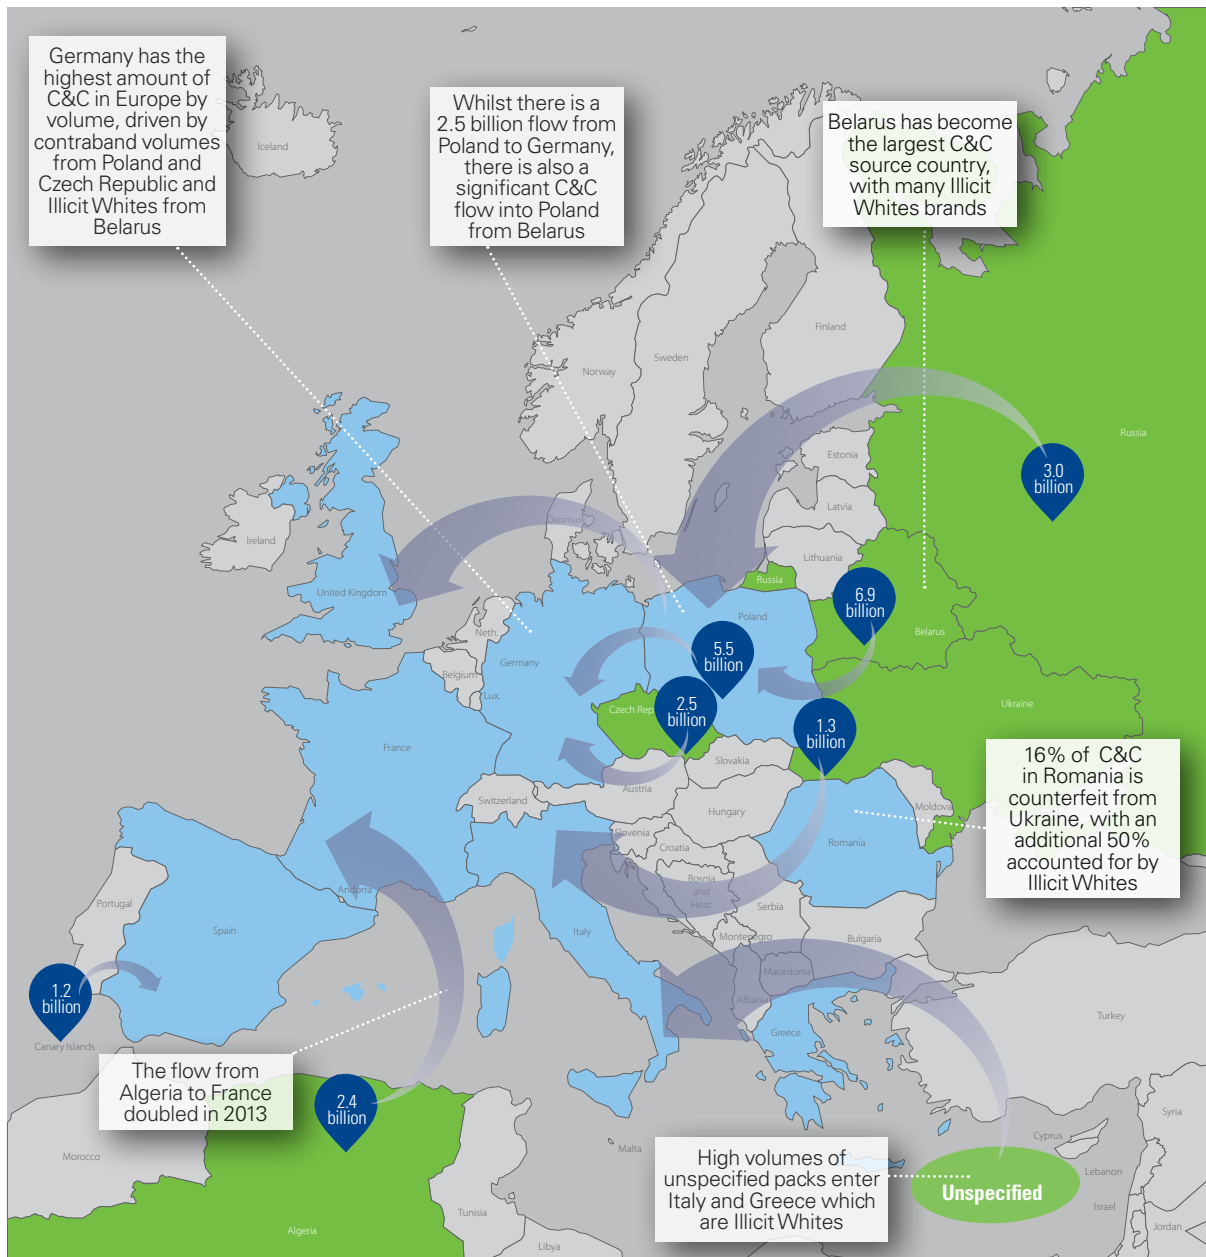 Germany has the
highest amount of
C&C in Europe by
volume, driven by
contraband volumes
from Poland and
Czech Republic and
Illicit Whites from
Belarus
Whilst there is a
2.5 billion flow from
Poland to Germany,
there is also a
significant C&C
flow into Poland
from Belarus
Belarus has become
the largest C&C
source country,
with many Illicit
Whites brands
Iceland
Finland
Sweden
Norway
Russia
Estonia
3.0
billion
Latvia
Denmark
Ireland
Lithuania
Russia
United Kingdom
6.9
billion
Poland
Neth.
Belarus
5.5
billion
Germany
Belgium
Lux.
Czech Rep
2.5
billion
Ukraine
1.3
billion
France
Slovakia
16% of C&C
in Romania is
counterfeit from
Ukraine, with an
additional 50%
accounted for by
Illicit Whites
Austria
Switzerland
Hungary
Moldova
Slovenia
Croatia
Romania
Bosnia
and
Herz.
Andorra
Portugal
Serbia
Spain
Italy
Montenegro
Bulgaria
Macedonia
1.2
billion
Albania
Turkey
Greece
Canary Islands
The flow from
Algeria to France
doubled in 2013
2.4
billion
Syria
Cyprus
Malta
Morocco
High volumes of
unspecified packs enter
Italy and Greece which
are Illicit Whites
Lebanon
Unspecified
Israel
Tunisia
Jordan
Algeria
Libya